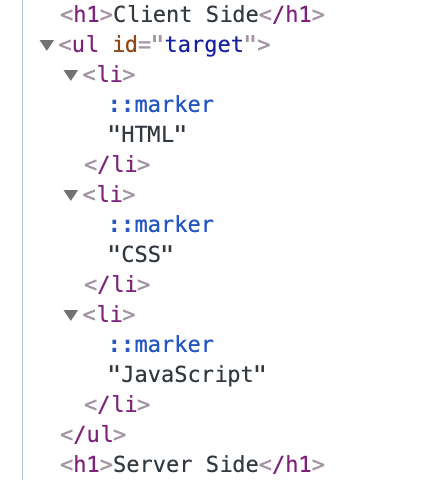 <h1>Client Side</h1>
<ul id="target">
<li>
::marker
"HTML"
</li>
<li>
::marker
"CSS"
</li>
<li>
::marker
"JavaScript"
</li>
</ul>
<h1>Server Side</h1>